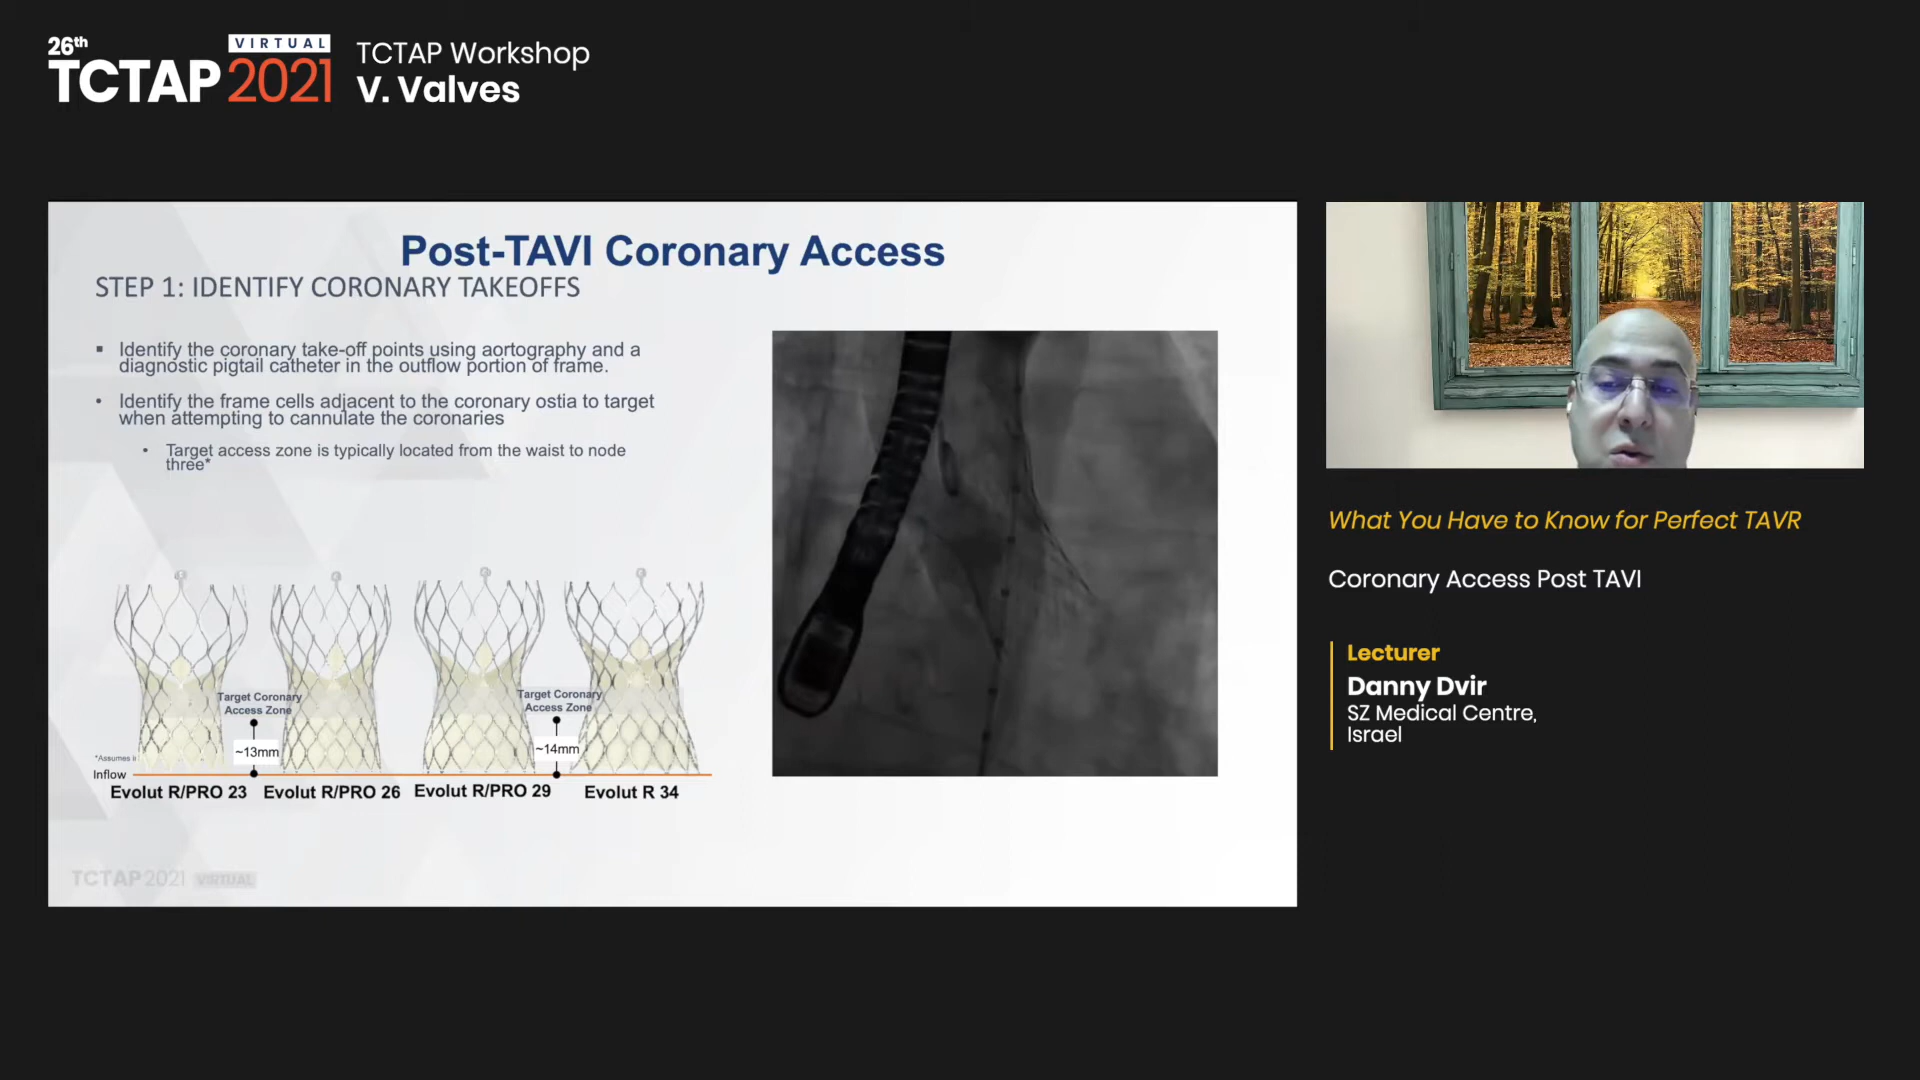 26th
VIRTUAL
TCTAP 2021
TCTAP Workshop
V. Valves
Post-TAVI Coronary Access
STEP 1: IDENTIFY CORONARY TAKEOFFS
▪ Identify the coronary take-off points using aortography and a
diagnostic pigtail catheter in the outflow portion of frame.
• Identify the frame cells adjacent to the coronary ostia to target
when attempting to cannulate the coronaries
• Target access zone is typically located from the waist to node
three*
Target Coronary
Access Zone
~13mm
Target Coronary
Access Zone
~14mm
*Assumes
Inflow
Evolut R/PRO 23
Evolut R/PRO 26
Evolut R/PRO 29
Evolut R 34
TCTAP 2021 VIRTUAL
What You Have to Know for Perfect TAVR
Coronary Access Post TAVI
Lecturer
Danny Dvir
SZ Medical Centre,
Israel